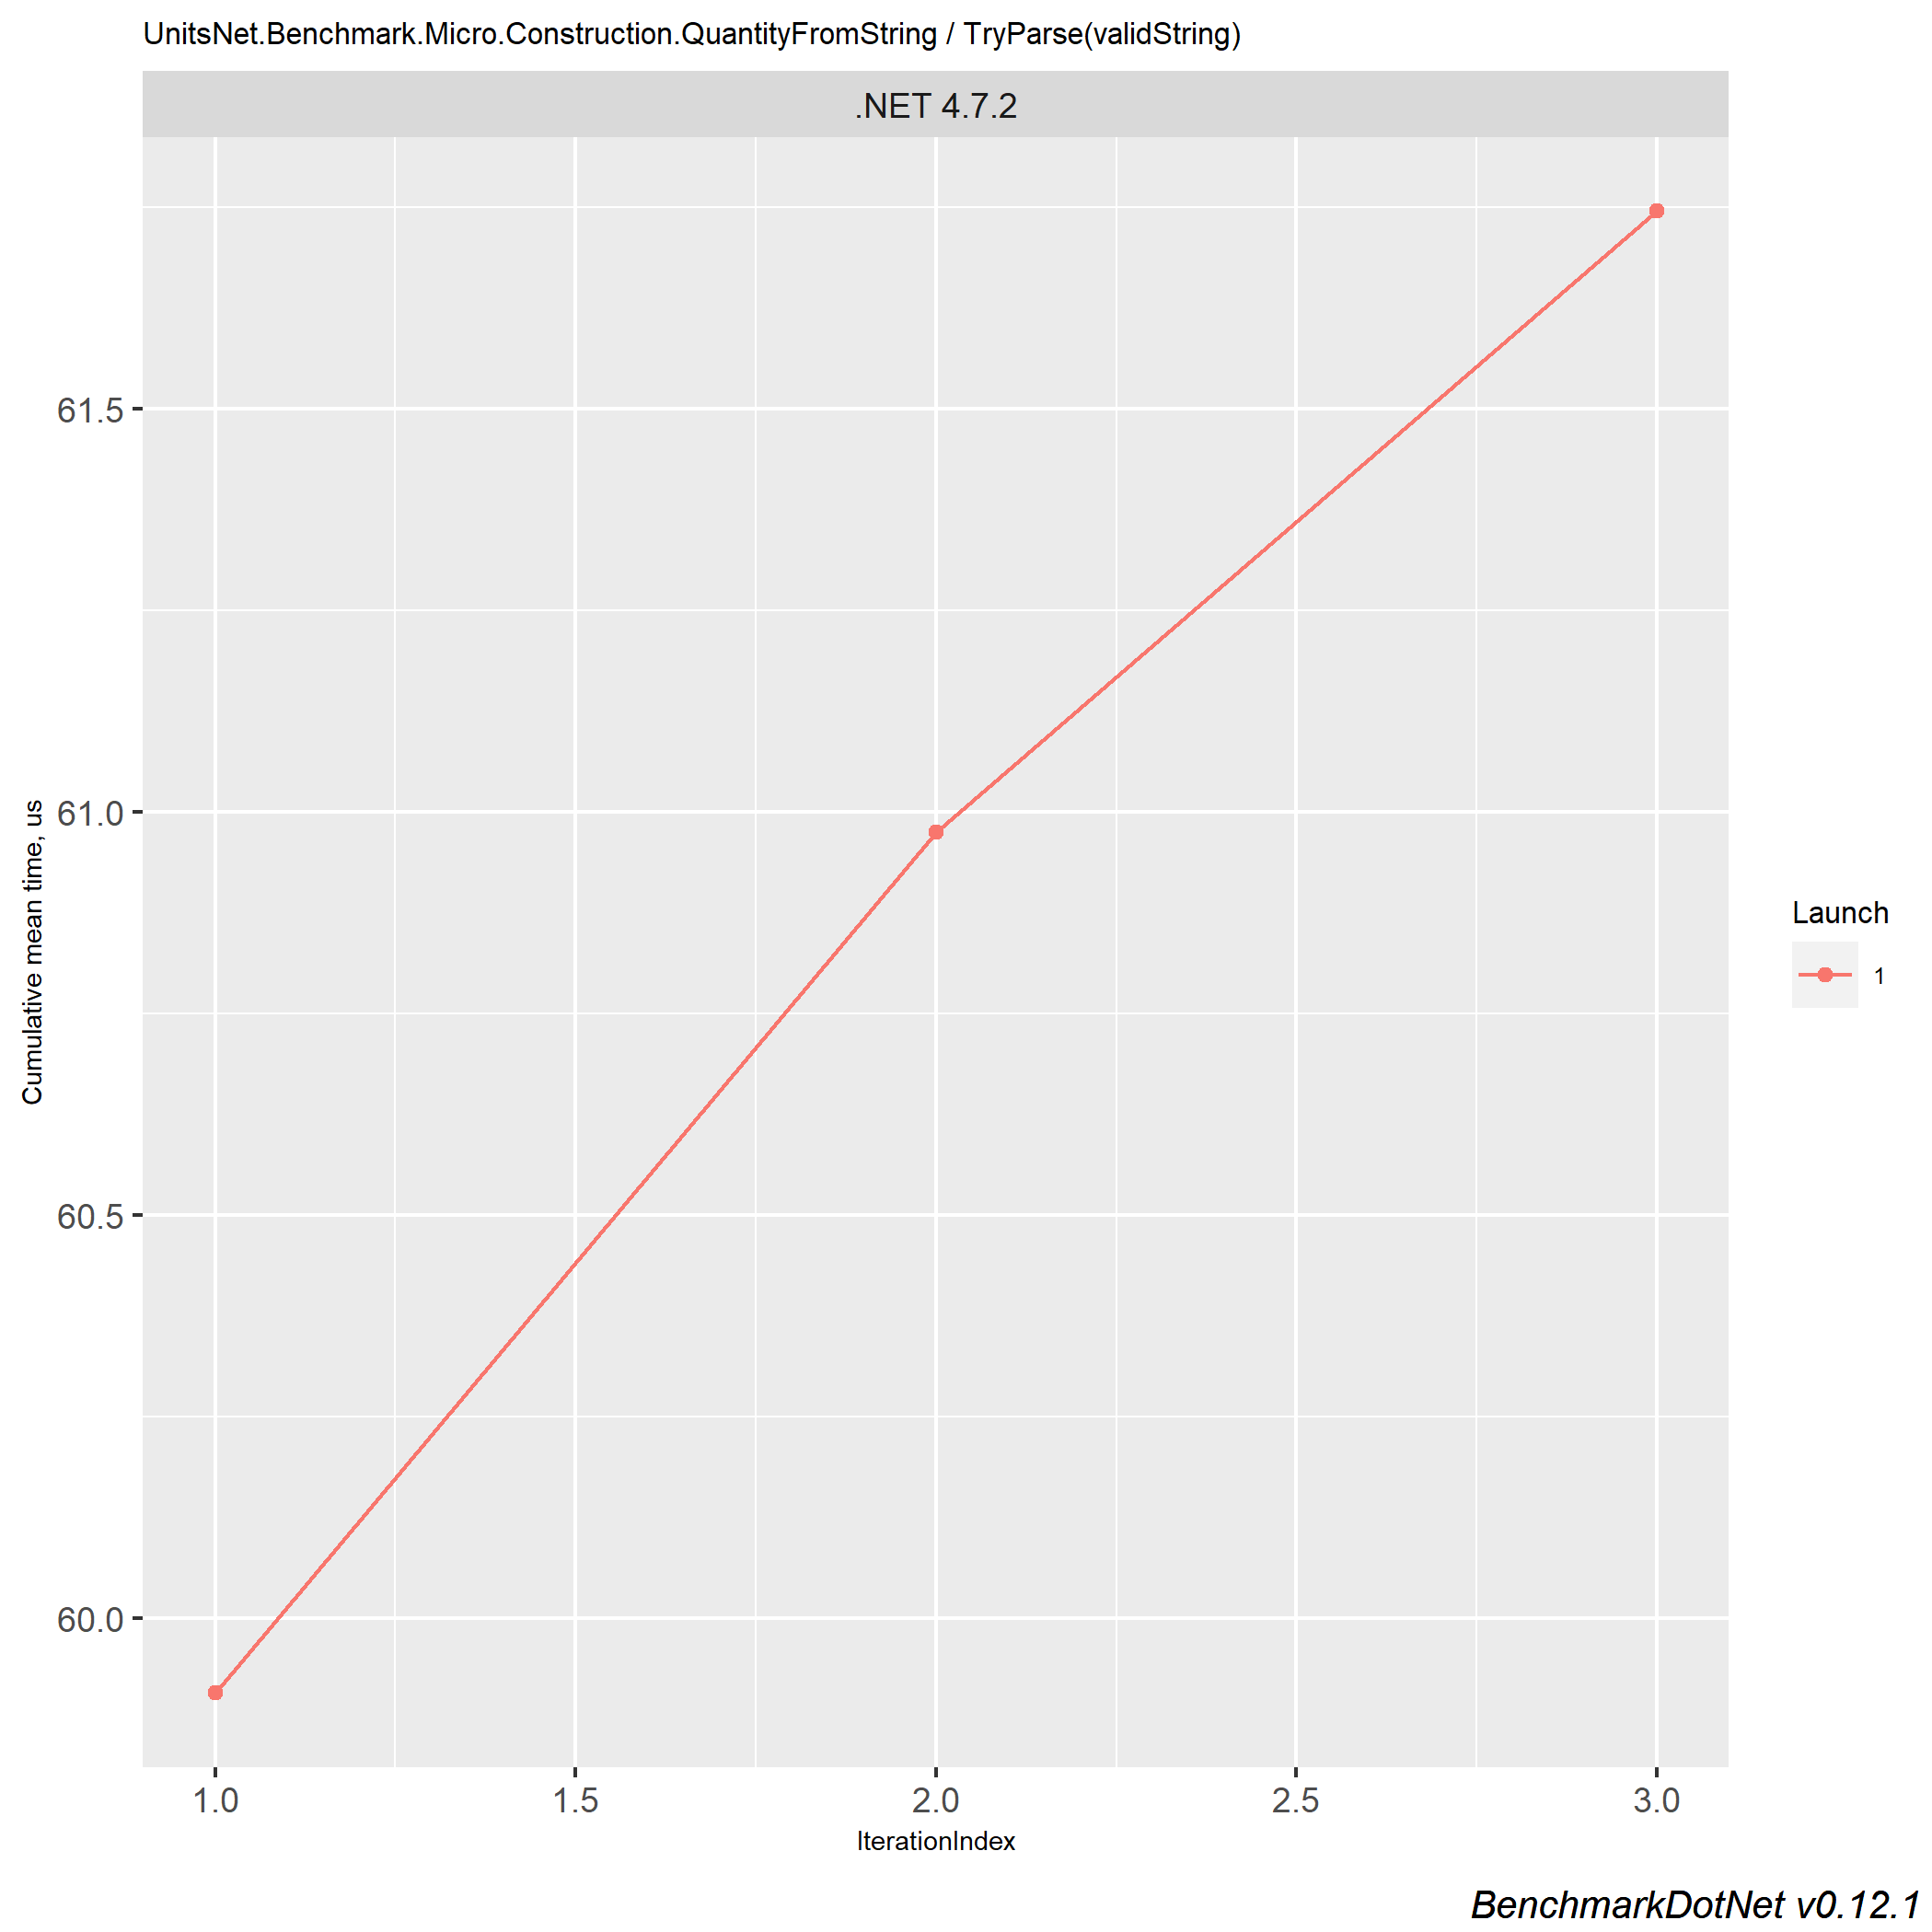 UnitsNet.Benchmark.Micro.Construction.QuantityFromString / TryParse(validString)
.NET 4.7.2
61.5
61.0
60.5
60.0
Cumulative mean time, us
1.0 1.5 2.0 2.5 3.0
IterationIndex
Launch
1
BenchmarkDotNet v0.12.1